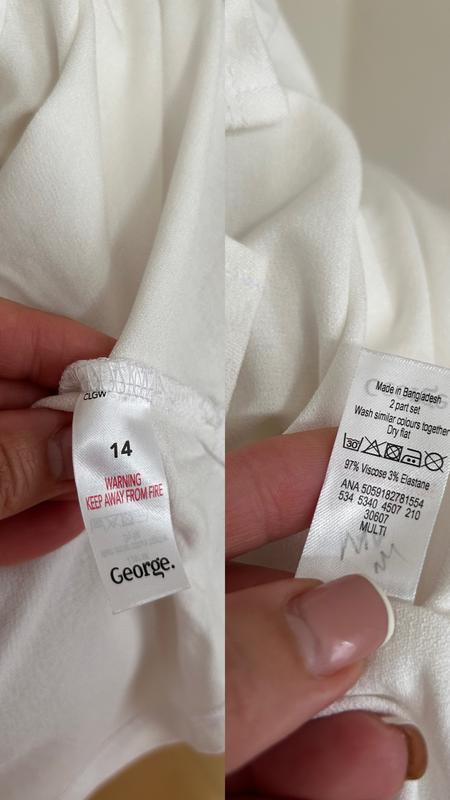 CLGW
14
WARNING
KEEP AWAY FROM FIRE
George.
Made in Bangladesh
2 part set
Wash similar colours together
Dry flat
30
97% Viscose 3% Elastane
ANA 5059182781554
534 5340 4507 210
30607
MULTI